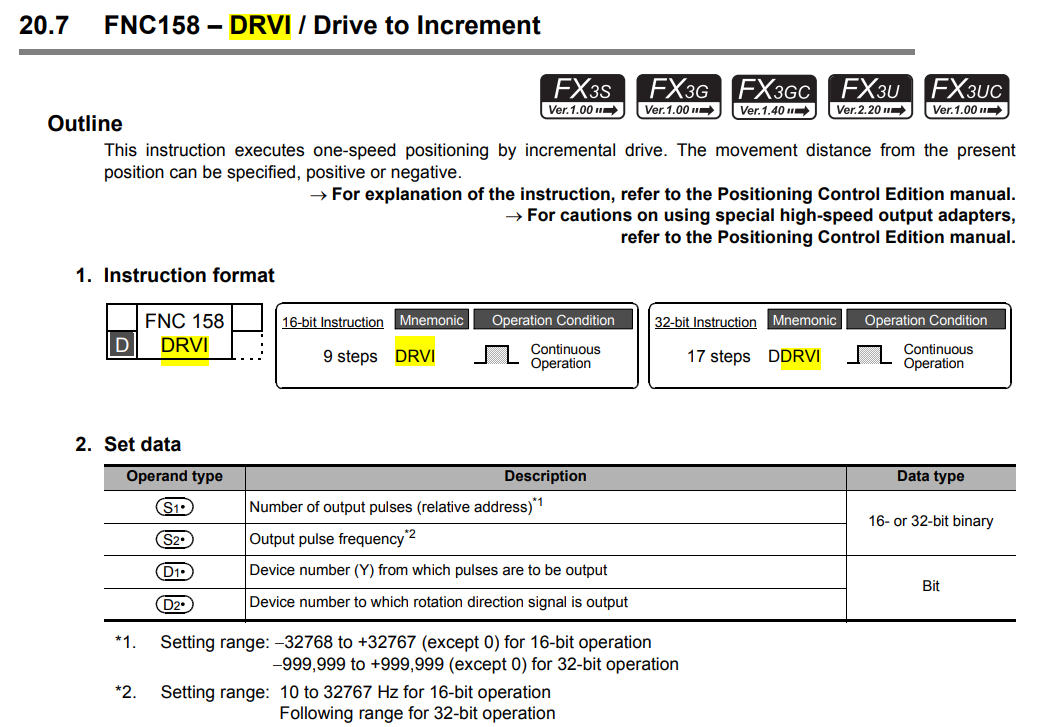 20.7 FNC158 – DRVI / Drive to Increment
FX3S FX3G FX3GC FX3U FX3UC
Ver.1.00 Ver.1.00 Ver.1.40 Ver.2.20 Ver.1.00
Outline
This instruction executes one-speed positioning by incremental drive. The movement distance from the present
position can be specified, positive or negative.
→ For explanation of the instruction, refer to the Positioning Control Edition manual.
→ For cautions on using special high-speed output adapters,
refer to the Positioning Control Edition manual.
1. Instruction format
FNC 158
D DRVI
16-bit Instruction Mnemonic Operation Condition
9 steps DRVI Continuous
Operation
32-bit Instruction Mnemonic Operation Condition
17 steps DDRVI Continuous
Operation
2. Set data
Operand type Description Data type
S1• Number of output pulses (relative address)*1 16- or 32-bit binary
S2• Output pulse frequency*2
D1• Device number (Y) from which pulses are to be output Bit
D2• Device number to which rotation direction signal is output
*1. Setting range: –32768 to +32767 (except 0) for 16-bit operation
–999,999 to +999,999 (except 0) for 32-bit operation
*2. Setting range: 10 to 32767 Hz for 16-bit operation
Following range for 32-bit operation